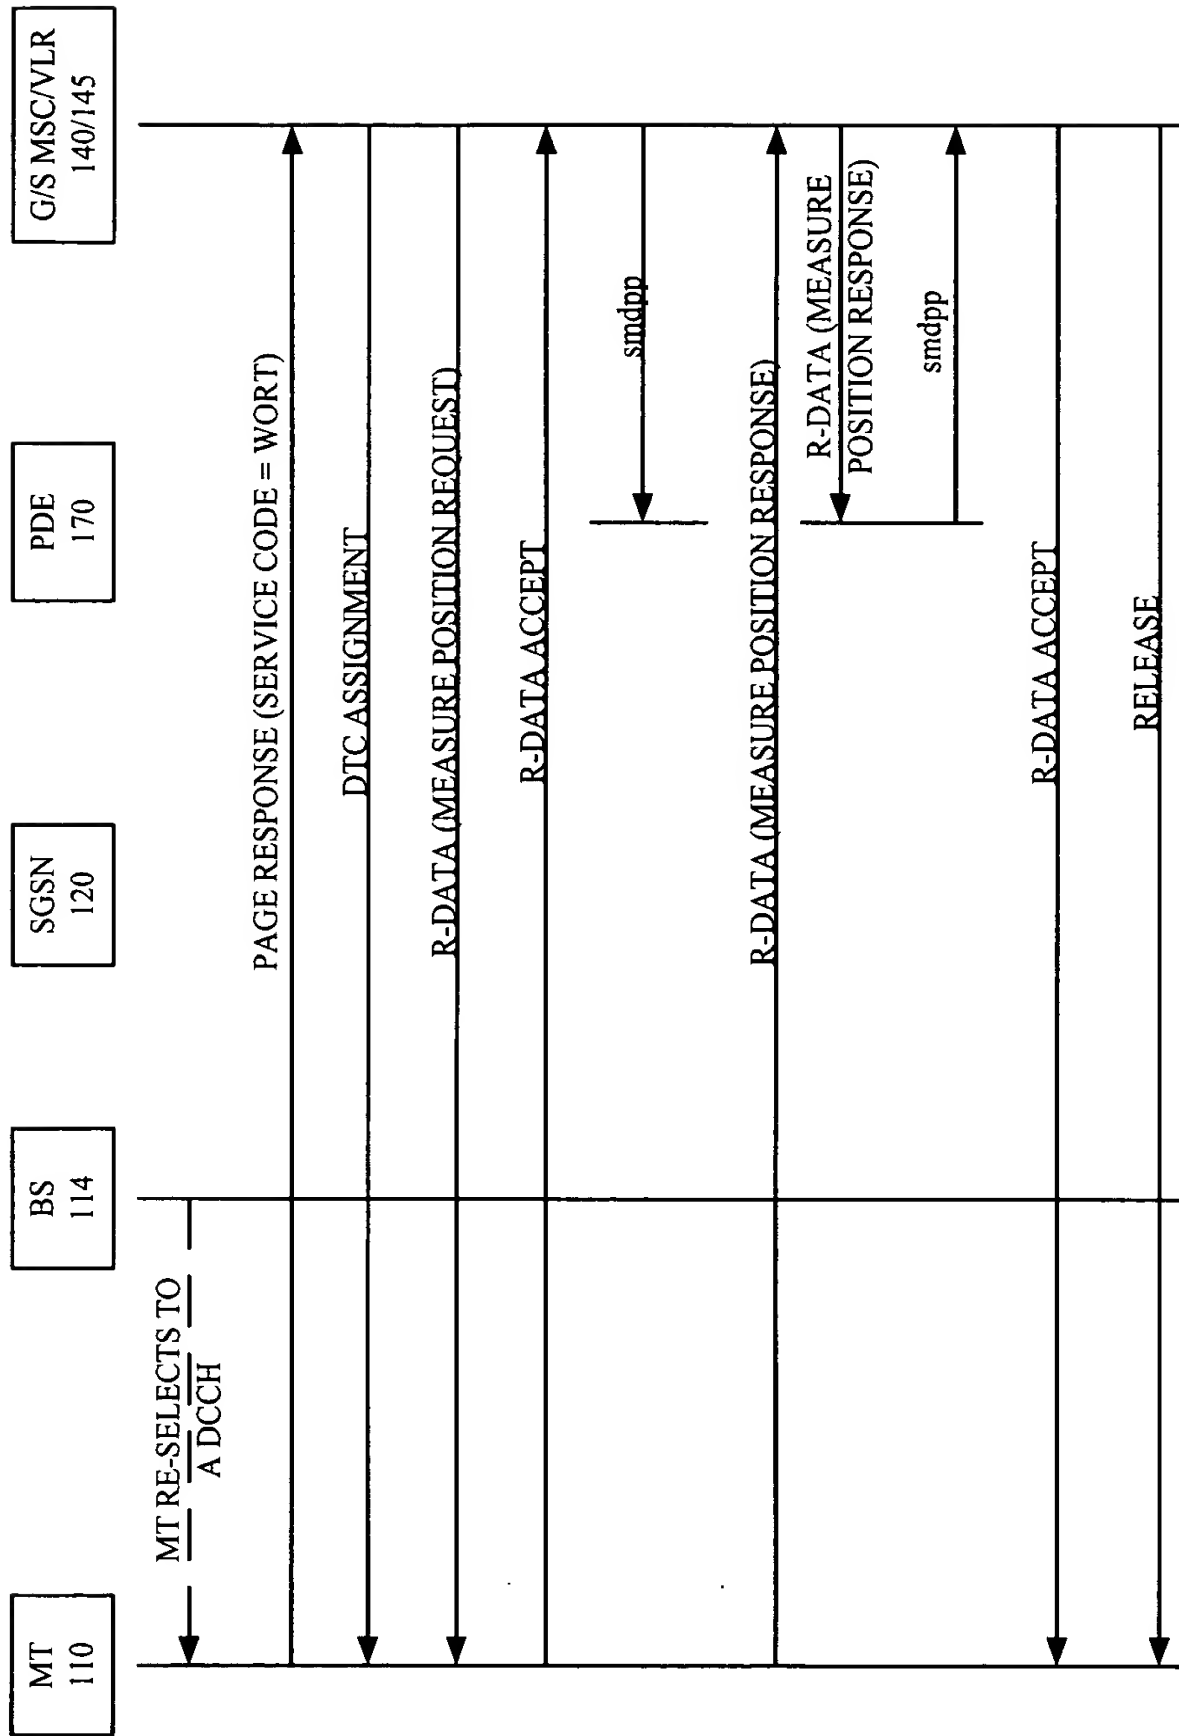 MT
110
BS
114
SGSN
120
PDE
170
G/S MSC/VLR
140/145
MT RE-SELECTS TO
A DCCH
PAGE RESPONSE (SERVICE CODE = WORT)
DTC ASSIGNMENT
R-DATA (MEASURE POSITION REQUEST)
R-DATA ACCEPT
smdpp
R-DATA (MEASURE POSITION RESPONSE)
R-DATA (MEASURE
POSITION RESPONSE)
smdpp
R-DATA ACCEPT
RELEASE